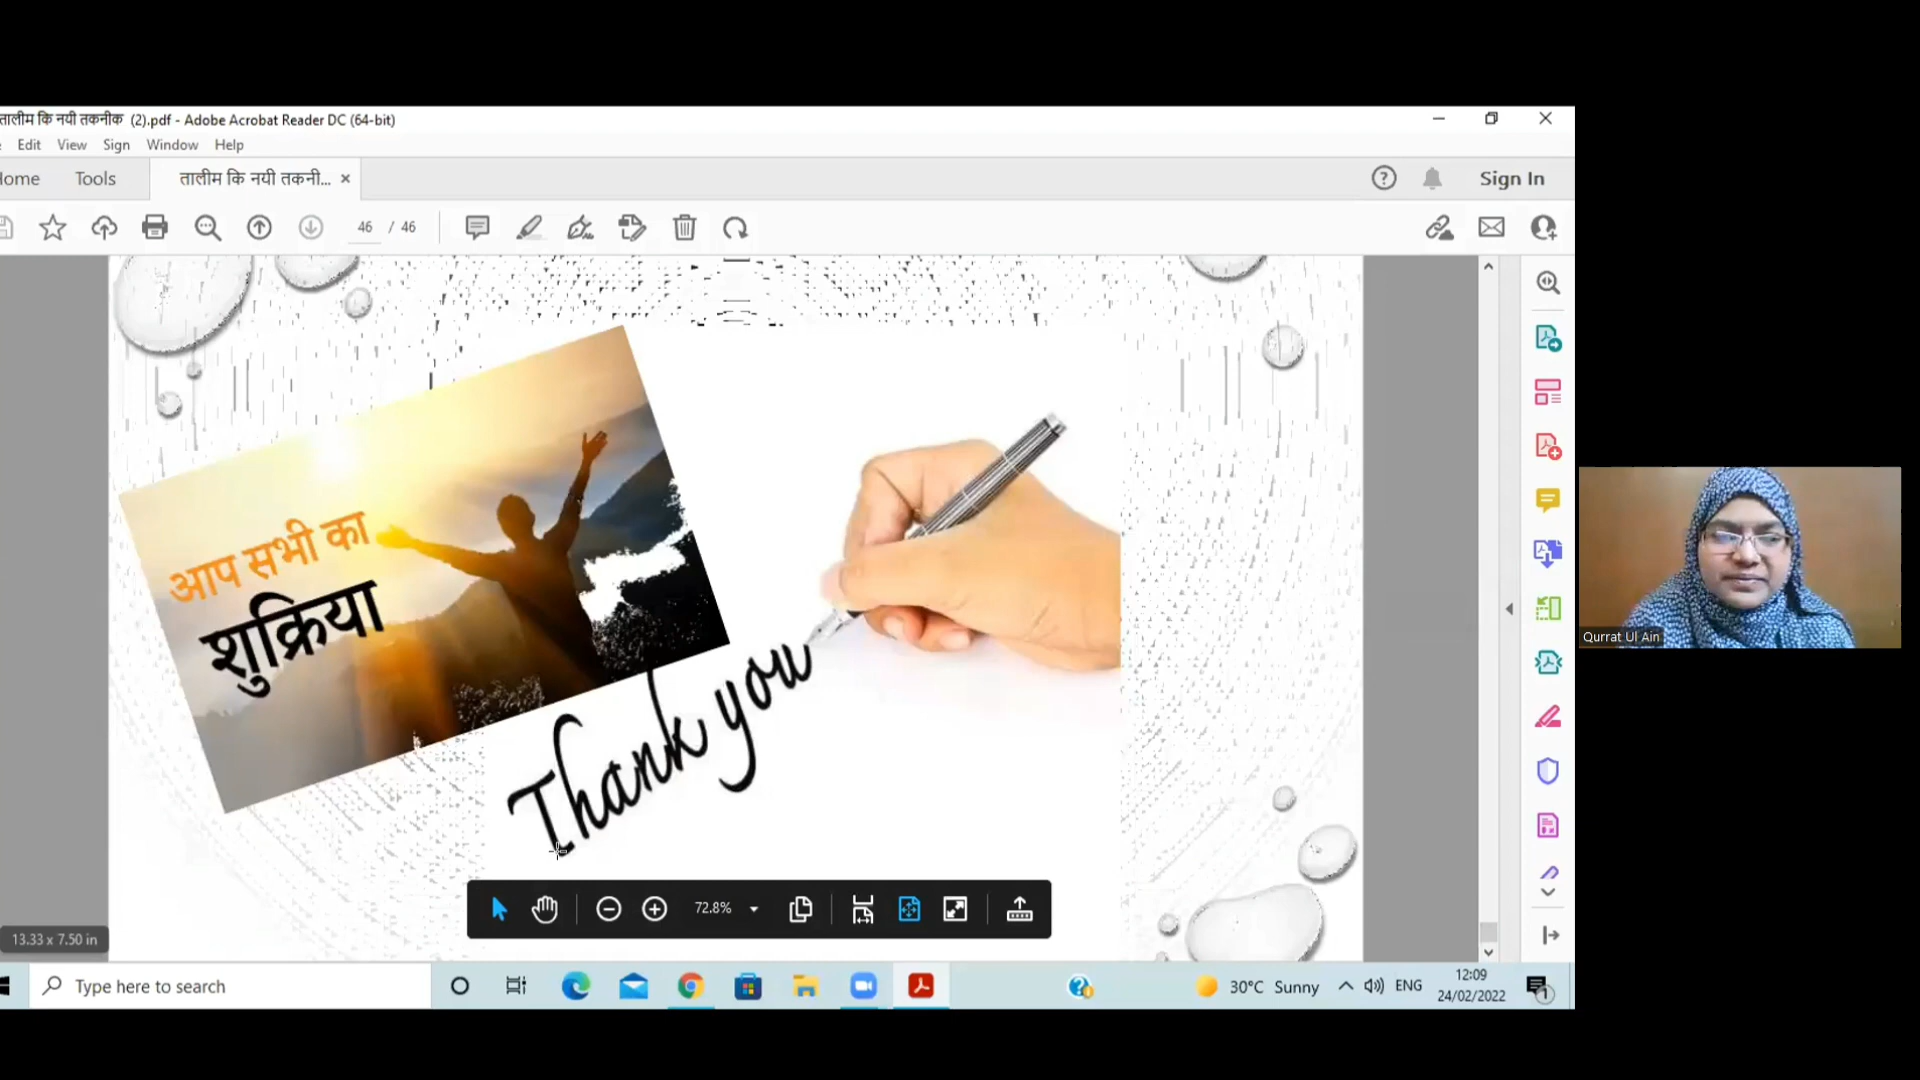 तालीम कि नयी तकनीक (2).pdf - Adobe Acrobat Reader DC (64-bit)
Edit View Sign Window Help
Tools तालीम कि नयी तकनी... Sign In
46 / 46
आप सभी का
शुक्रिया
Thank you
Qurrat Ul Ain
72.8%
13.33 x 7.50 in
Type here to search
30°C Sunny ENG
12:09
24/02/2022
1